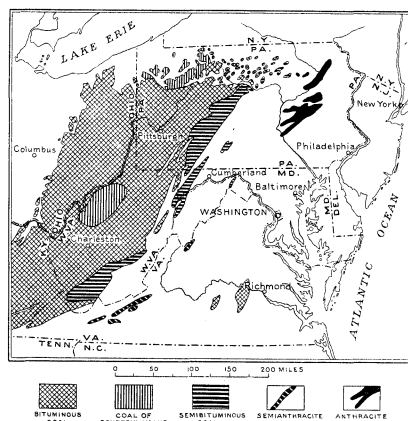 LAKE ERIE
N.Y.
PA.
N.Y.
N.J.
PA.
New York
OHIO
PA.
Pittsburgh
Columbus
Philadelphia
PA.
MD.
Cumberland
Baltimore
MD.
DEL.
WASHINGTON
OHIO
W.VA.
KY.
Charleston
W.VA.
VA.
Richmond
ATLANTIC OCEAN
VA.
TENN.
N.C.
0 50 100 150 200 MILES
BITUMINOUS
COAL OF
SEMIBITUMINOUS
SEMIANTHRACITE
ANTHRACITE